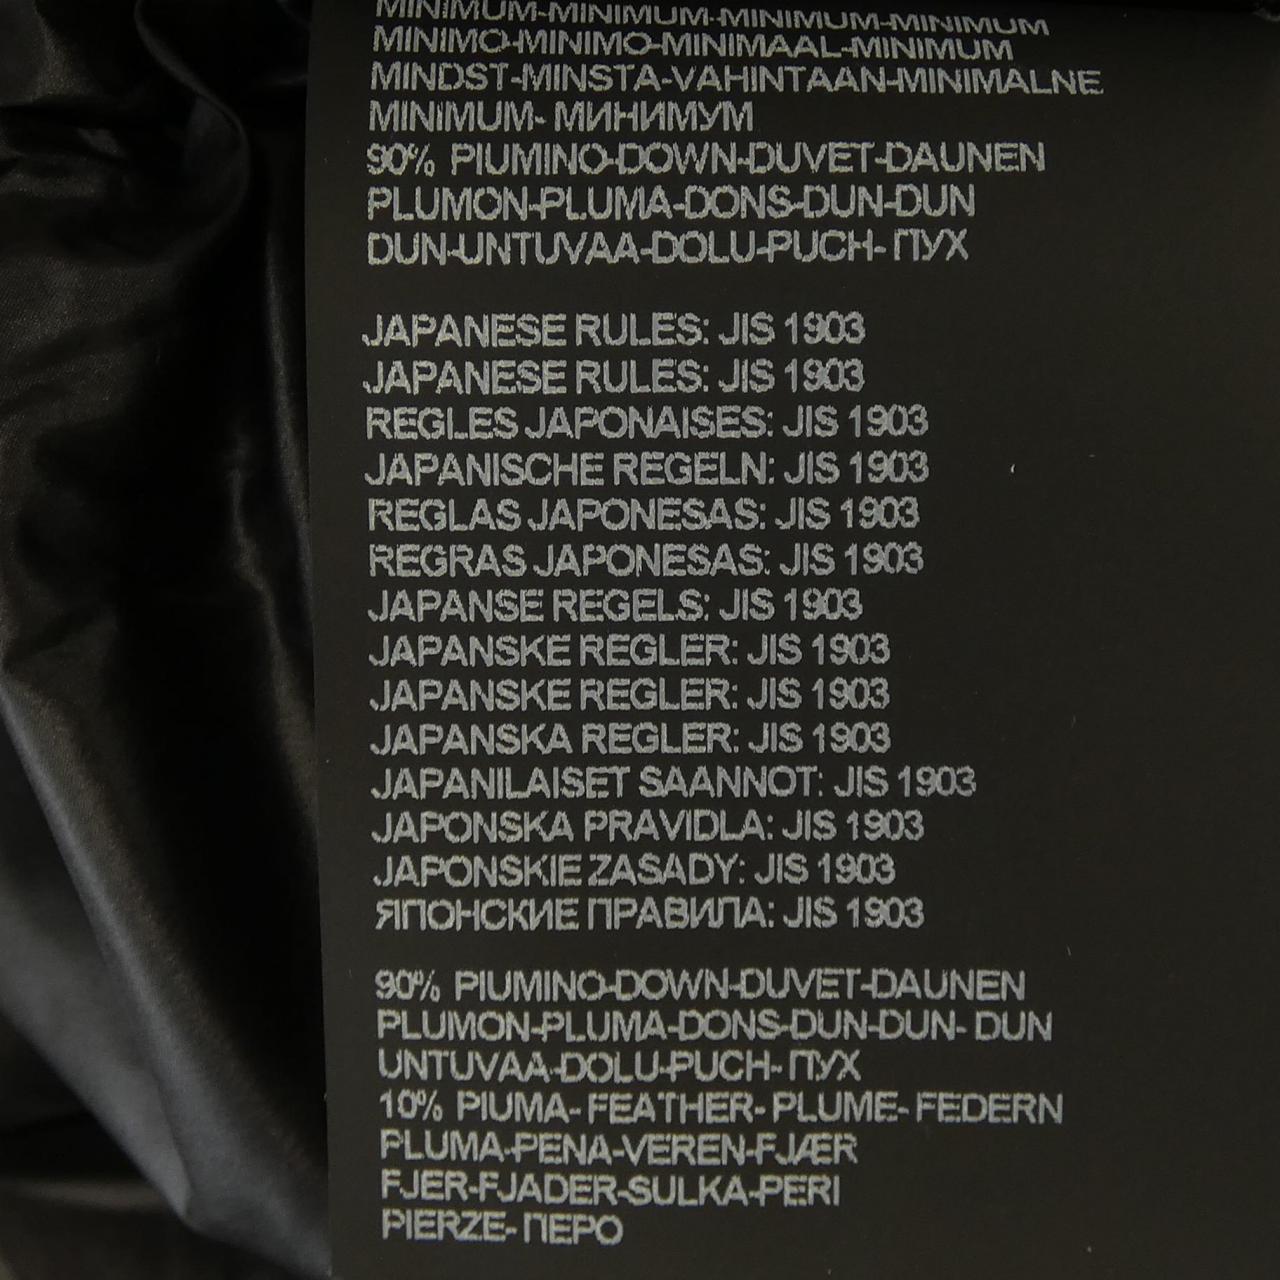 MINIMUM-MINIMUM-MINIMUM-MINIMUM
MINIMO-MINIMO-MINIMAAL-MINIMUM
MINDST-MINSTA-VAHINTAAN-MINIMALNE
MINIMUM- МИНИМУМ
90% PIUMINO-DOWN-DUVET-DAUNEN
PLUMON-PLUMA-DONS-DUN-DUN
DUN-UNTUVAA-DOLU-PUCH- ПУХ
JAPANESE RULES: JIS 1903
JAPANESE RULES: JIS 1903
REGLES JAPONAISES: JIS 1903
JAPANISCHE REGELN: JIS 1903
REGLAS JAPONESAS: JIS 1903
REGRAS JAPONESAS: JIS 1903
JAPANSE REGELS: JIS 1903
JAPANSKE REGLER: JIS 1903
JAPANSKE REGLER: JIS 1903
JAPANSKA REGLER: JIS 1903
JAPANILAISET SAANNOT: JIS 1903
JAPONSKA PRAVIDLA: JIS 1903
JAPONSKIE ZASADY: JIS 1903
ЯПОНСКИЕ ПРАВИЛА: JIS 1903
90% PIUMINO-DOWN-DUVET-DAUNEN
PLUMON-PLUMA-DONS-DUN-DUN- DUN
UNTUVAA-DOLU-PUCH- ПУХ
10% PIUMA- FEATHER- PLUME- FEDERN
PLUMA-PENA-VEREN-FJÆR
FJER-FJADER-SULKA-PERI
PIERZE- ПЕРО